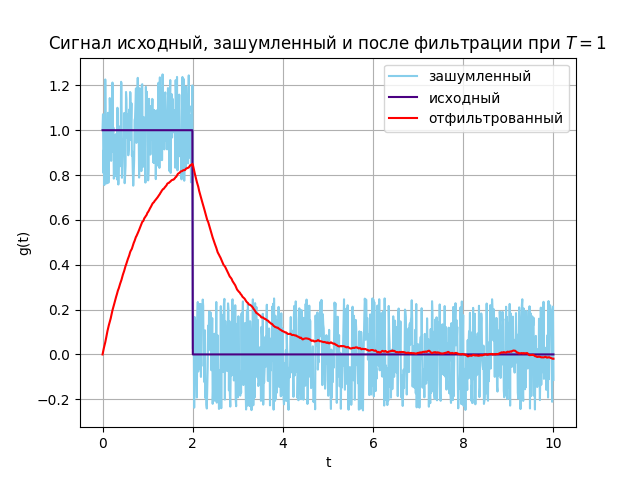 Сигнал исходный, зашумленный и после фильтрации при T = 1
зашумленный
исходный
отфильтрованный
g(t)
1.2
1.0
0.8
0.6
0.4
0.2
0.0
−0.2
0 2 4 6 8 10
t